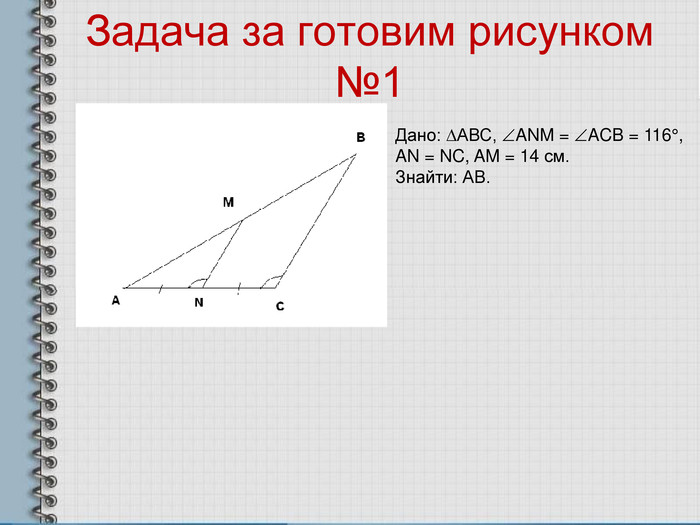 Задача за готовим рисунком
№1
Дано: ∆ABC, ∠ANM = ∠ACB = 116°,
AN = NC, AM = 14 см.
Знайти: AB.
B
M
A
N
C